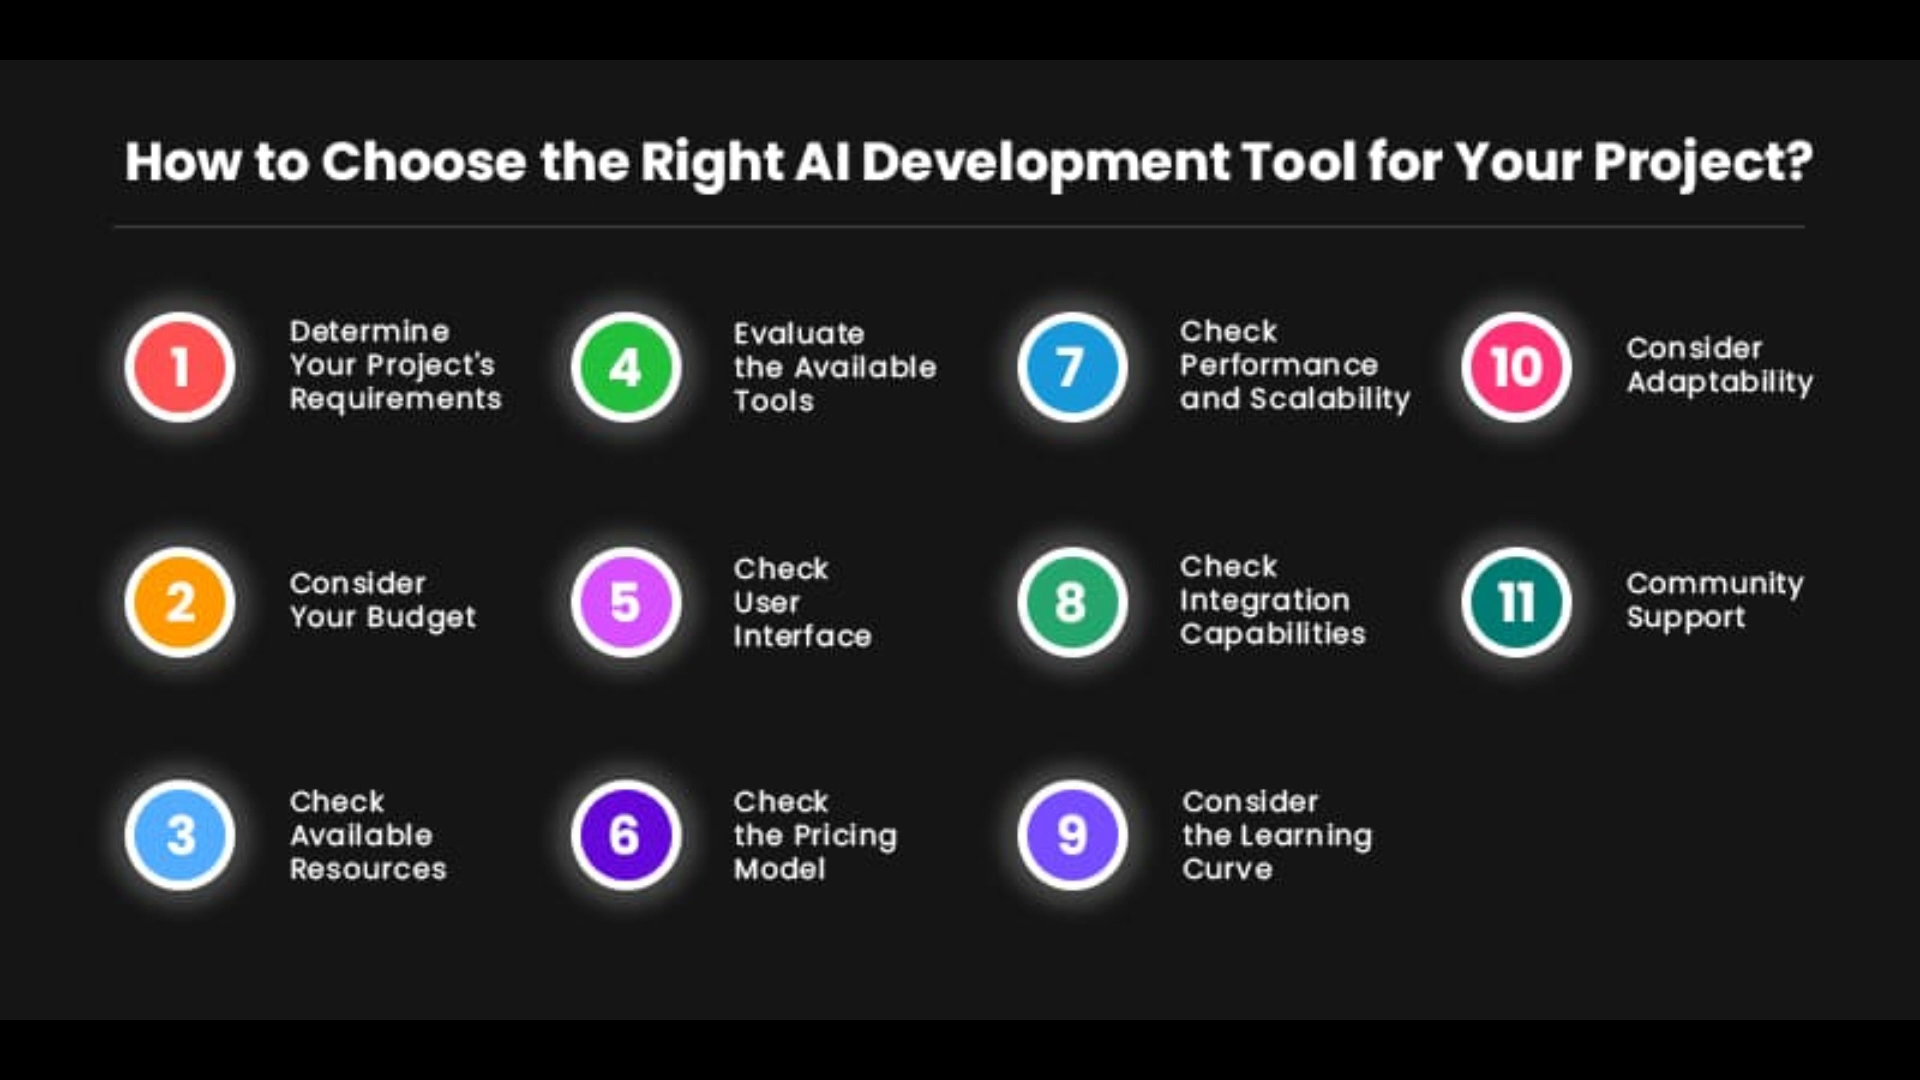 How to Choose the Right AI Development Tool for Your Project?
1
Determine
Your Project's
Requirements
2
Consider
Your Budget
3
Check
Available
Resources
4
Evaluate
the Available
Tools
5
Check
User
Interface
6
Check
the Pricing
Model
7
Check
Performance
and Scalability
8
Check
Integration
Capabilities
9
Consider
the Learning
Curve
10
Consider
Adaptability
11
Community
Support